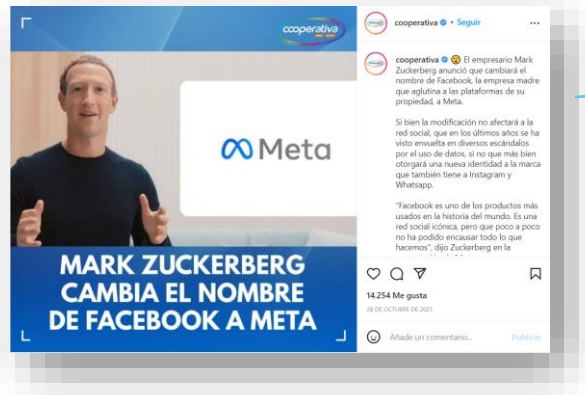 cooperativa
Meta
MARK ZUCKERBERG
CAMBIA EL NOMBRE
DE FACEBOOK A META
cooperativa • Seguir
cooperativa 😮 El empresario Mark
Zuckerberg anunció que cambiará el
nombre de Facebook, la empresa madre
que aglutina a las plataformas de su
propiedad, a Meta.
Si bien la modificación no afectará a la
red social, que en los últimos años se ha
visto envuelta en diversos escándalos
por el uso de datos, si no que más bien
otorgará una nueva identidad a la marca
que también tiene a Instagram y
Whatsapp.
"Facebook es uno de los productos más
usados en la historia del mundo. Es una
red social icónica, pero que poco a poco
no ha podido encausar todo lo que
hacemos", dijo Zuckerberg en la
14.254 Me gusta
28 DE OCTUBRE DE 2021
Añade un comentario...
Publicar